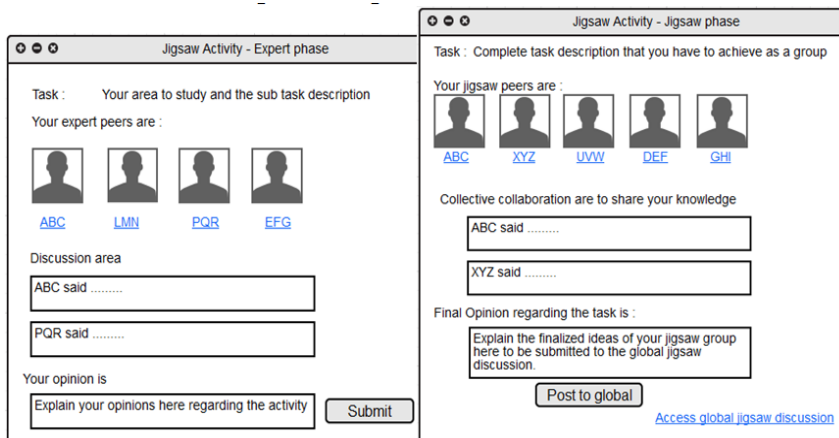 Jigsaw Activity - Expert phase
Task : Your area to study and the sub task description
Your expert peers are :
ABC LMN PQR EFG
Discussion area
ABC said .........
PQR said .........
Your opinion is
Explain your opinions here regarding the activity
Submit
Jigsaw Activity - Jigsaw phase
Task : Complete task description that you have to achieve as a group
Your jigsaw peers are :
ABC XYZ UVW DEF GHI
Collective collaboration are to share your knowledge
ABC said .........
XYZ said .........
Final Opinion regarding the task is :
Explain the finalized ideas of your jigsaw group
here to be submitted to the global jigsaw
discussion.
Post to global
Access global jigsaw discussion